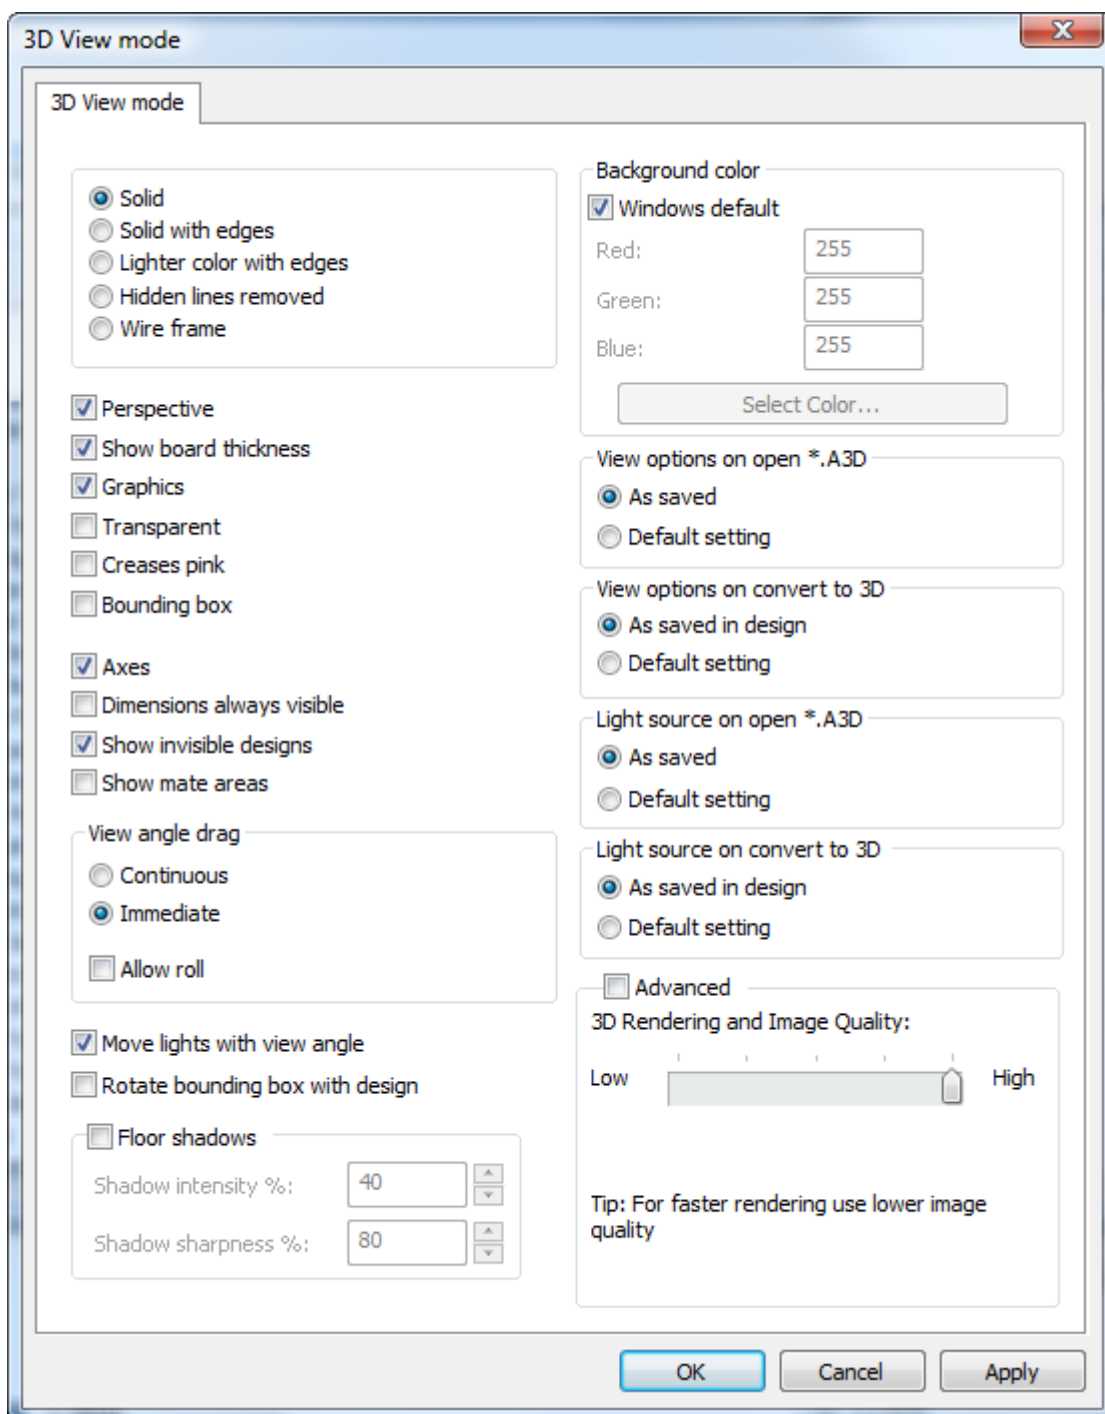 3D View mode
3D View mode
Solid
Solid with edges
Lighter color with edges
Hidden lines removed
Wire frame
Perspective
Show board thickness
Graphics
Transparent
Creases pink
Bounding box
Axes
Dimensions always visible
Show invisible designs
Show mate areas
View angle drag
Continuous
Immediate
Allow roll
Move lights with view angle
Rotate bounding box with design
Floor shadows
Shadow intensity %: 40
Shadow sharpness %: 80
Background color
Windows default
Red: 255
Green: 255
Blue: 255
Select Color...
View options on open *.A3D
As saved
Default setting
View options on convert to 3D
As saved in design
Default setting
Light source on open *.A3D
As saved
Default setting
Light source on convert to 3D
As saved in design
Default setting
Advanced
3D Rendering and Image Quality:
Low High
Tip: For faster rendering use lower image
quality
OK Cancel Apply